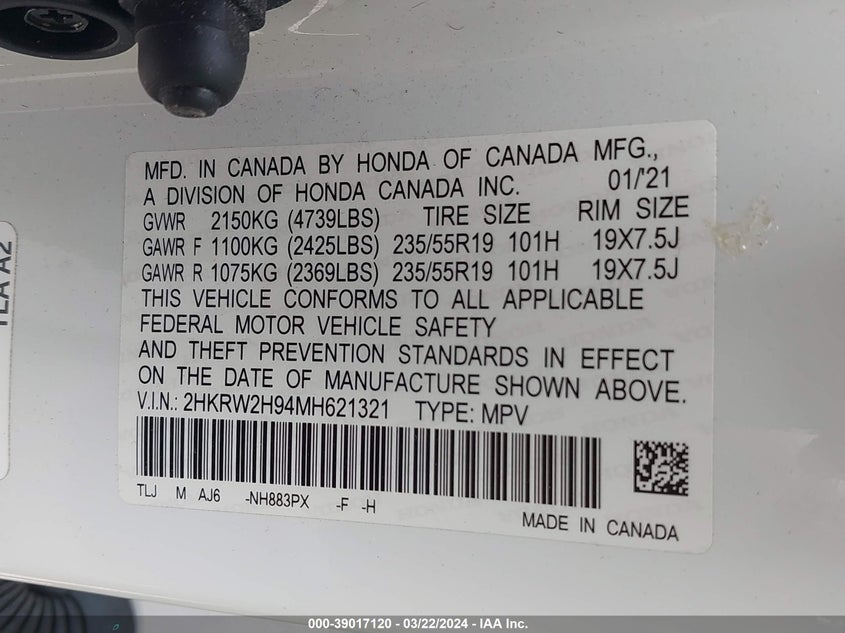 MFD. IN CANADA BY HONDA OF CANADA MFG.,
A DIVISION OF HONDA CANADA INC. 01/'21
GVWR 2150KG (4739LBS) TIRE SIZE RIM SIZE
GAWR F 1100KG (2425LBS) 235/55R19 101H 19X7.5J
GAWR R 1075KG (2369LBS) 235/55R19 101H 19X7.5J
THIS VEHICLE CONFORMS TO ALL APPLICABLE
FEDERAL MOTOR VEHICLE SAFETY
AND THEFT PREVENTION STANDARDS IN EFFECT
ON THE DATE OF MANUFACTURE SHOWN ABOVE.
V.I.N.: 2HKRW2H94MH621321 TYPE: MPV
TLJ M AJ6 -NH883PX -F -H
MADE IN CANADA
TLA A2
000-39017120 - 03/22/2024 - IAA Inc.